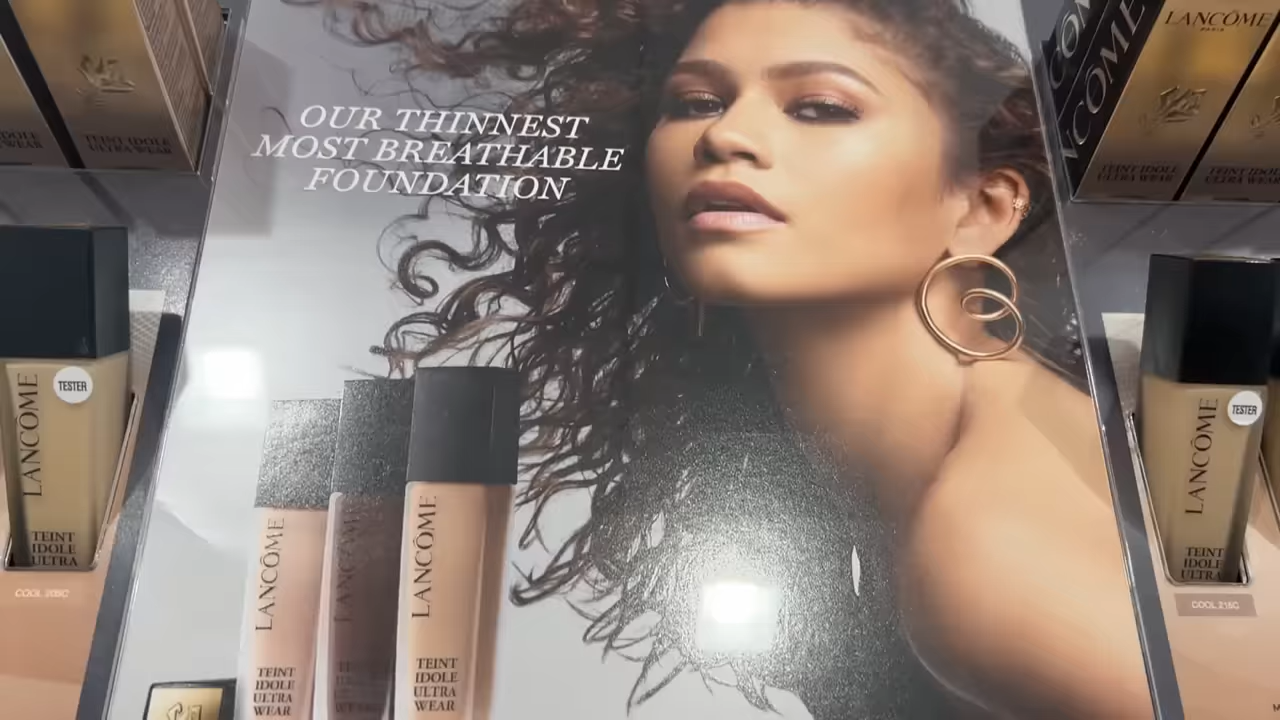 LANCÔME
PARIS
LANCÔME
TEINT IDOLE
ULTRA WEAR
TEINT IDOLE
ULTRA WEAR
OUR THINNEST
MOST BREATHABLE
FOUNDATION
TESTER
LANCÔME
TEINT
IDOLE
ULTRA
LANCÔME
TEINT
IDOLE
ULTRA
WEAR
LANCÔME
TEINT
IDOLE
ULTRA
WEAR
TESTER
LANCÔME
TEINT
IDOLE
ULTRA
COOL 215C